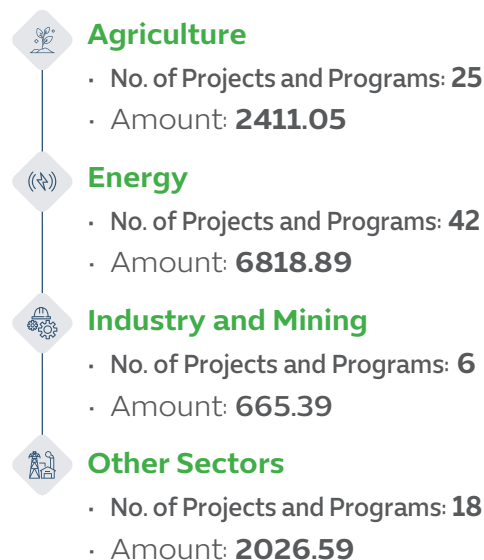 Agriculture
· No. of Projects and Programs: 25
· Amount: 2411.05
Energy
· No. of Projects and Programs: 42
· Amount: 6818.89
Industry and Mining
· No. of Projects and Programs: 6
· Amount: 665.39
Other Sectors
· No. of Projects and Programs: 18
· Amount: 2026.59